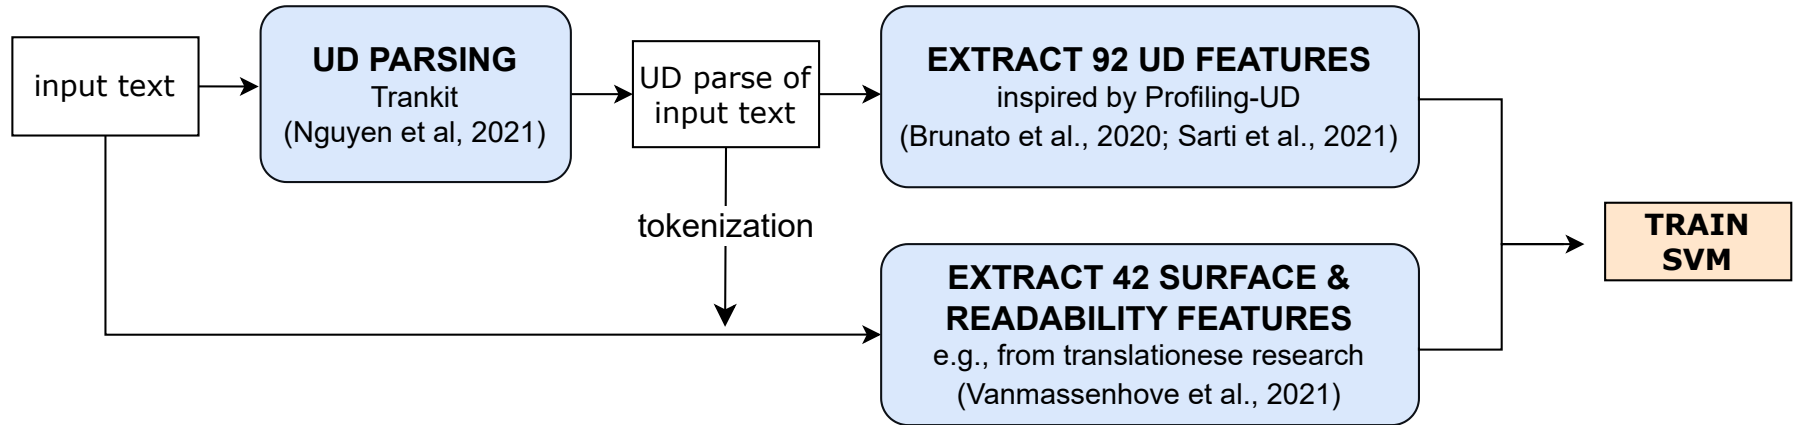 input text
UD PARSING
Trankit
(Nguyen et al, 2021)
UD parse of
input text
EXTRACT 92 UD FEATURES
inspired by Profiling-UD
(Brunato et al., 2020; Sarti et al., 2021)
tokenization
EXTRACT 42 SURFACE &
READABILITY FEATURES
e.g., from translationese research
(Vanmassenhove et al., 2021)
TRAIN
SVM